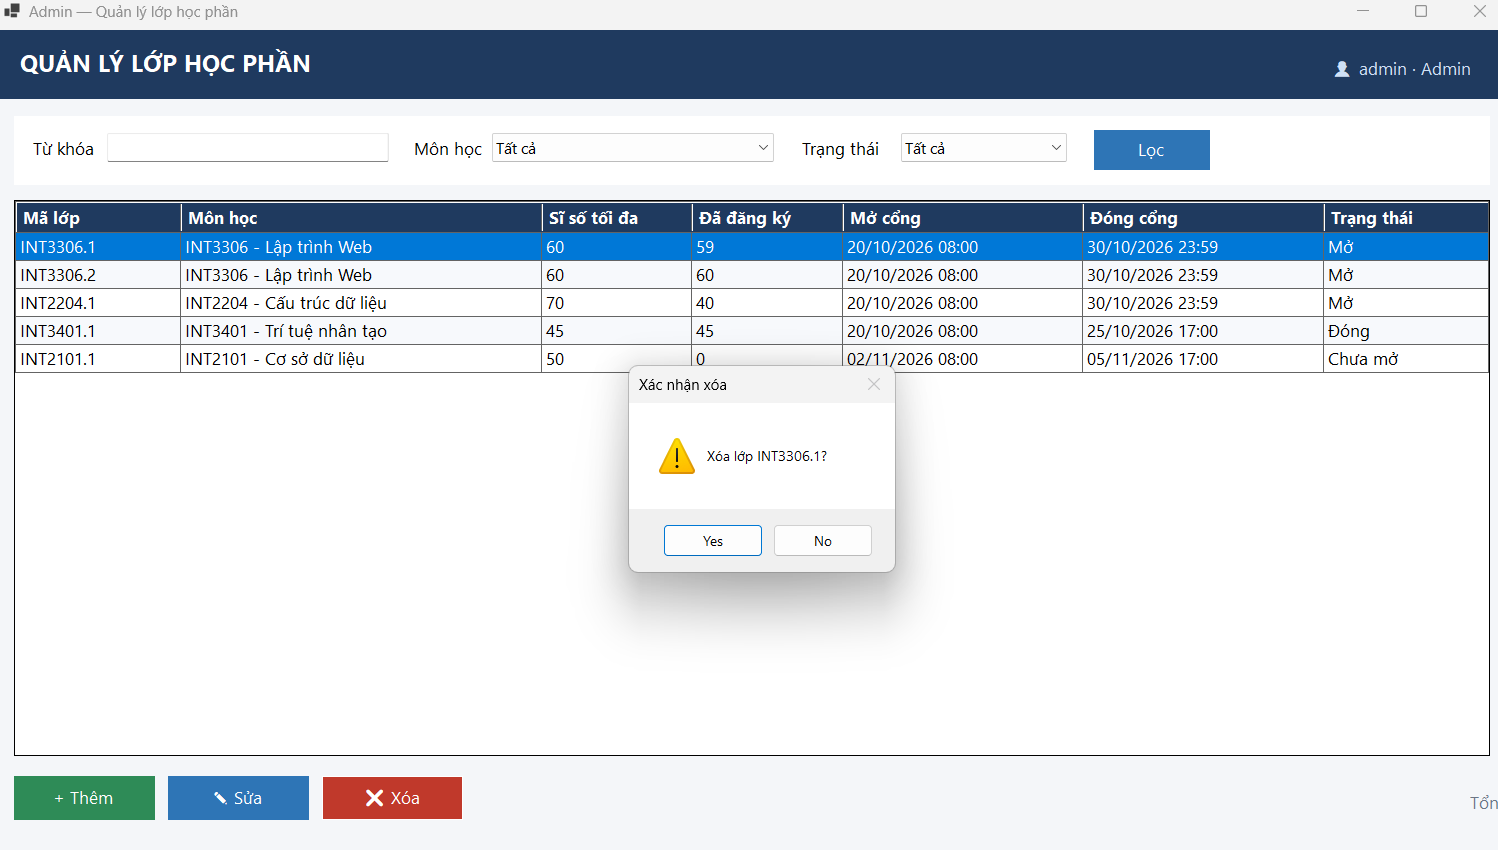 Admin — Quản lý lớp học phần
QUẢN LÝ LỚP HỌC PHẦN
admin · Admin
Từ khóa Môn học Tất cả Trạng thái Tất cả Lọc
Mã lớp Môn học Sĩ số tối đa Đã đăng ký Mở cổng Đóng cổng Trạng thái
INT3306.1 INT3306 - Lập trình Web 60 59 20/10/2026 08:00 30/10/2026 23:59 Mở
INT3306.2 INT3306 - Lập trình Web 60 60 20/10/2026 08:00 30/10/2026 23:59 Mở
INT2204.1 INT2204 - Cấu trúc dữ liệu 70 40 20/10/2026 08:00 30/10/2026 23:59 Mở
INT3401.1 INT3401 - Trí tuệ nhân tạo 45 45 20/10/2026 08:00 25/10/2026 17:00 Đóng
INT2101.1 INT2101 - Cơ sở dữ liệu 50 0 02/11/2026 08:00 05/11/2026 17:00 Chưa mở
Xác nhận xóa
Xóa lớp INT3306.1?
Yes No
+ Thêm Sửa Xóa
Tổn